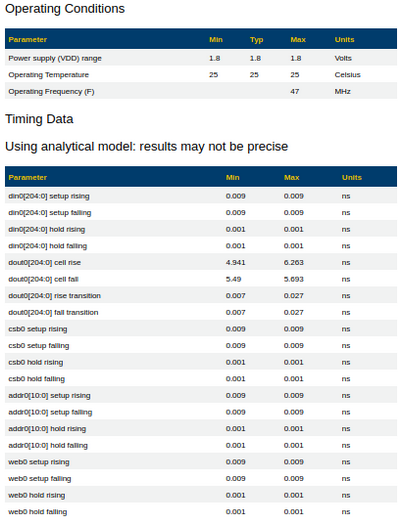 Operating Conditions
Parameter Min Typ Max Units
Power supply (VDD) range 1.8 1.8 1.8 Volts
Operating Temperature 25 25 25 Celsius
Operating Frequency (F) 47 MHz
Timing Data
Using analytical model: results may not be precise
Parameter Min Max Units
din0[204:0] setup rising 0.009 0.009 ns
din0[204:0] setup falling 0.009 0.009 ns
din0[204:0] hold rising 0.001 0.001 ns
din0[204:0] hold falling 0.001 0.001 ns
dout0[204:0] cell rise 4.941 6.263 ns
dout0[204:0] cell fall 5.49 5.693 ns
dout0[204:0] rise transition 0.007 0.027 ns
dout0[204:0] fall transition 0.007 0.027 ns
csb0 setup rising 0.009 0.009 ns
csb0 setup falling 0.009 0.009 ns
csb0 hold rising 0.001 0.001 ns
csb0 hold falling 0.001 0.001 ns
addr0[10:0] setup rising 0.009 0.009 ns
addr0[10:0] setup falling 0.009 0.009 ns
addr0[10:0] hold rising 0.001 0.001 ns
addr0[10:0] hold falling 0.001 0.001 ns
web0 setup rising 0.009 0.009 ns
web0 setup falling 0.009 0.009 ns
web0 hold rising 0.001 0.001 ns
web0 hold falling 0.001 0.001 ns